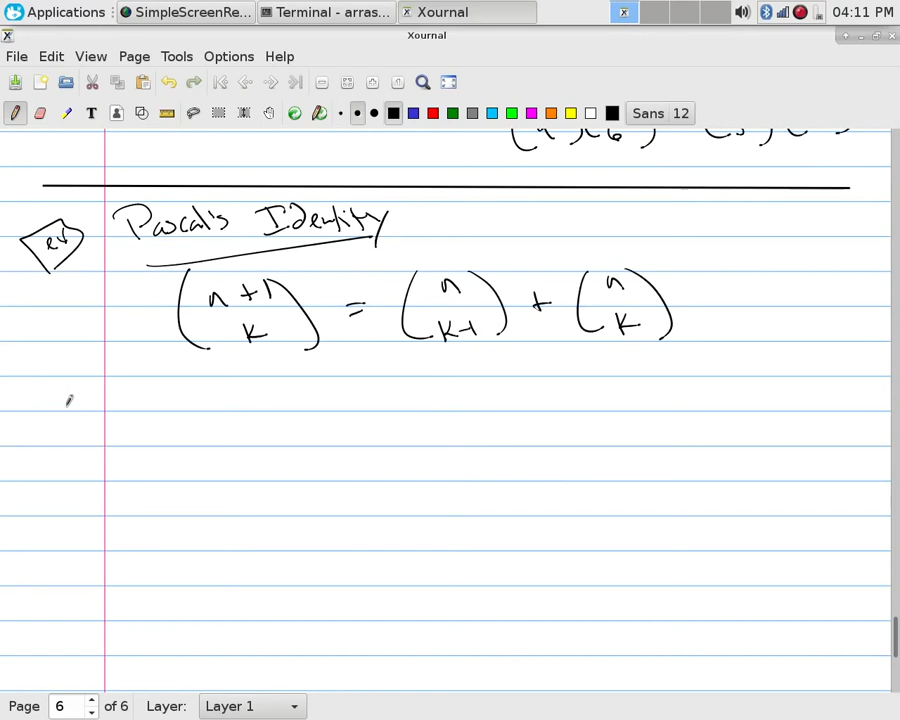 Applications SimpleScreenRe... Terminal - arras... Xournal 04:11 PM
Xournal
File Edit View Page Tools Options Help
Sans 12
ex Pascal's Identity
(n+1 k) = (n k-1) + (n k)
Page 6 of 6 Layer: Layer 1